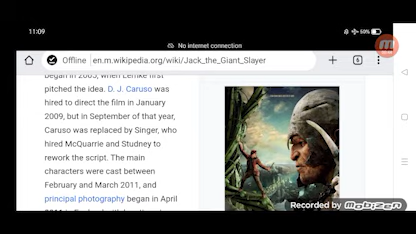 11:09
59%
No internet connection
Offline en.m.wikipedia.org/wiki/Jack_the_Giant_Slayer
6
began in 2005, when Lemke first
pitched the idea. D. J. Caruso was
hired to direct the film in January
2009, but in September of that year,
Caruso was replaced by Singer, who
hired McQuarrie and Studney to
rework the script. The main
characters were cast between
February and March 2011, and
principal photography began in April
Recorded by mobizen